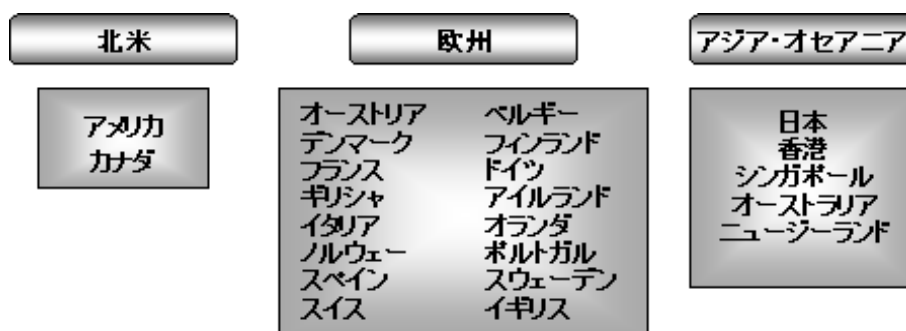 北米
欧州
アジア・オセアニア
アメリカ
カナダ
オーストリア ベルギー
デンマーク フィンランド
フランス ドイツ
ギリシャ アイルランド
イタリア オランダ
ノルウェー ポルトガル
スペイン スウェーデン
スイス イギリス
日本
香港
シンガポール
オーストラリア
ニュージーランド